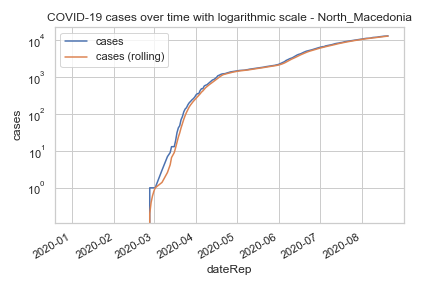 COVID-19 cases over time with logarithmic scale - North_Macedonia
cases
cases (rolling)
10^4
10^3
10^2
10^1
10^0
cases
2020-01
2020-02
2020-03
2020-04
2020-05
2020-06
2020-07
2020-08
dateRep